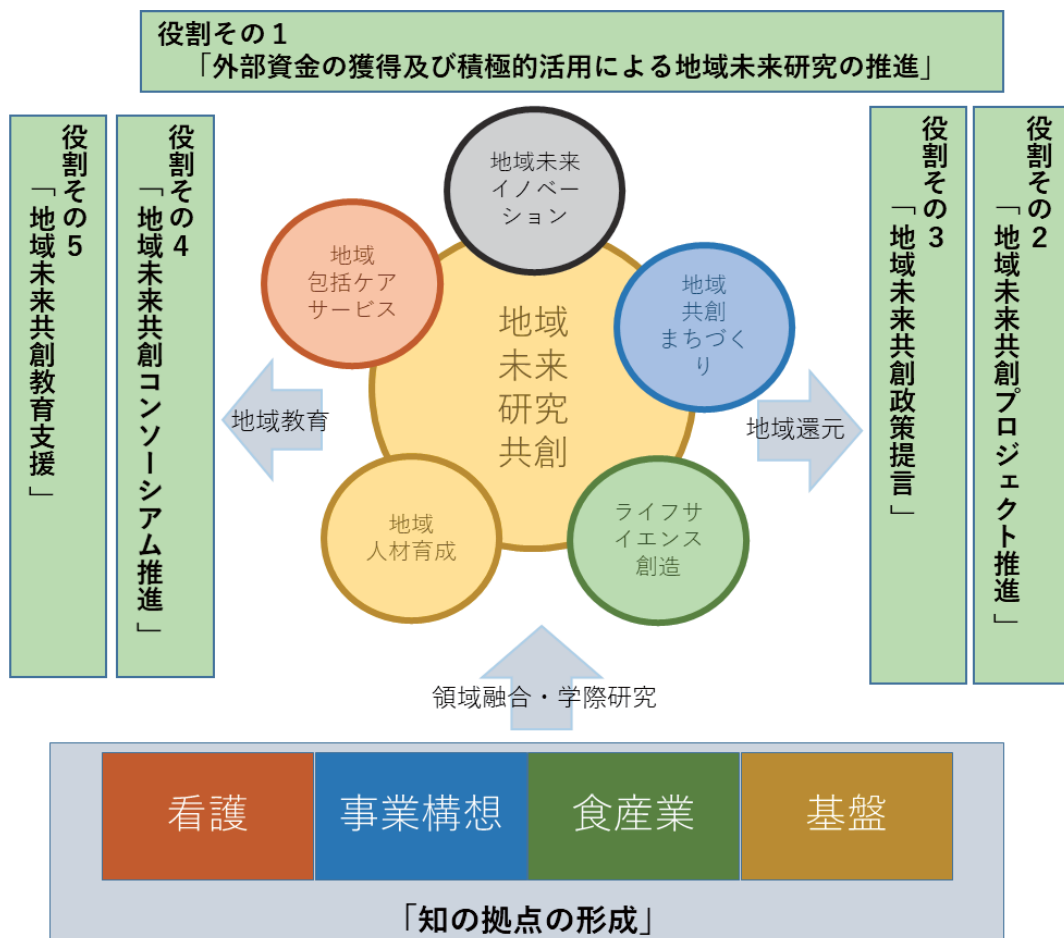 役割その１
「外部資金の獲得及び積極的活用による地域未来研究の推進」
役割その５
「地域未来共創教育支援」
役割その４
「地域未来共創コンソーシアム推進」
役割その３
「地域未来共創政策提言」
役割その２
「地域未来共創プロジェクト推進」
地域未来
イノベー
ション
地域
包括ケア
サービス
地域
共創
まちづく
り
地域
未来
研究
共創
地域教育
地域還元
地域
人材育成
ライフサ
イエンス
創造
領域融合・学際研究
看護
事業構想
食産業
基盤
「知の拠点の形成」